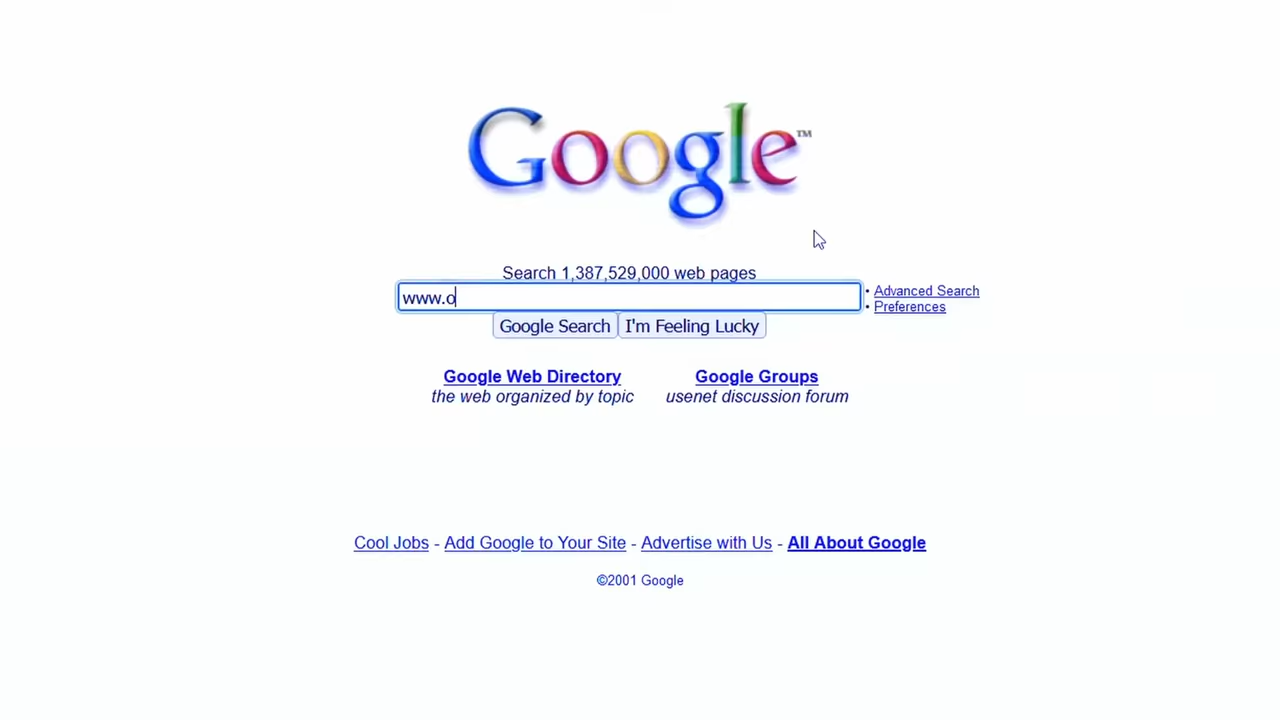 Google™
Search 1,387,529,000 web pages
www.o
• Advanced Search
• Preferences
Google Search I'm Feeling Lucky
Google Web Directory Google Groups
the web organized by topic usenet discussion forum
Cool Jobs - Add Google to Your Site - Advertise with Us - All About Google
©2001 Google